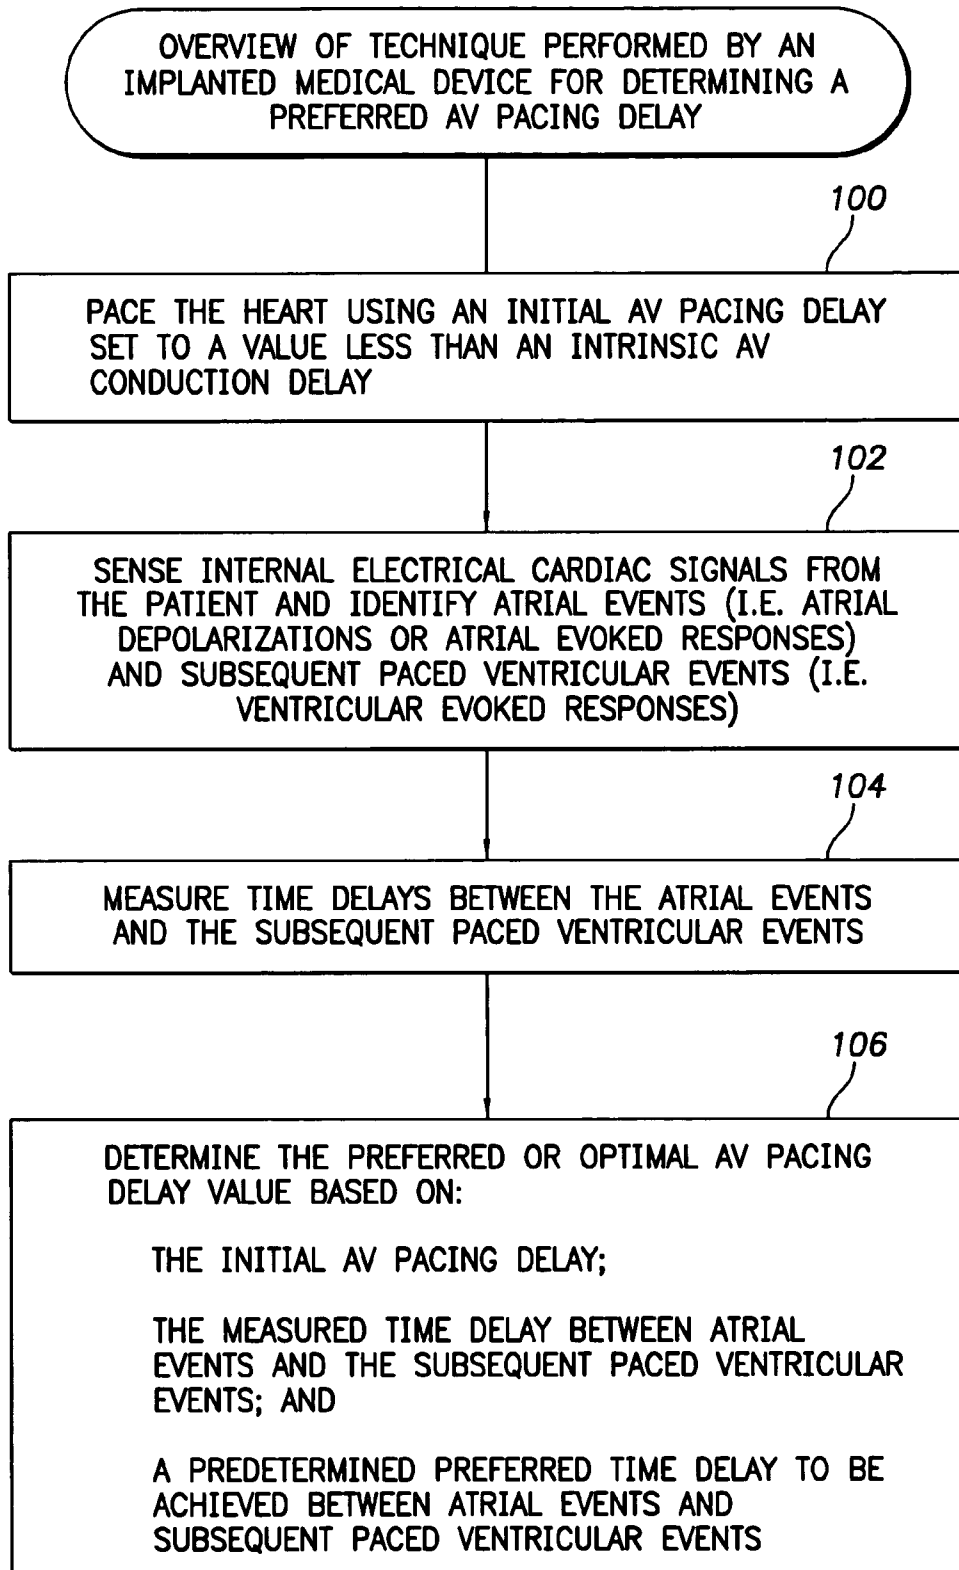 OVERVIEW OF TECHNIQUE PERFORMED BY AN
IMPLANTED MEDICAL DEVICE FOR DETERMINING A
PREFERRED AV PACING DELAY
100
PACE THE HEART USING AN INITIAL AV PACING DELAY
SET TO A VALUE LESS THAN AN INTRINSIC AV
CONDUCTION DELAY
102
SENSE INTERNAL ELECTRICAL CARDIAC SIGNALS FROM
THE PATIENT AND IDENTIFY ATRIAL EVENTS (I.E. ATRIAL
DEPOLARIZATIONS OR ATRIAL EVOKED RESPONSES)
AND SUBSEQUENT PACED VENTRICULAR EVENTS (I.E.
VENTRICULAR EVOKED RESPONSES)
104
MEASURE TIME DELAYS BETWEEN THE ATRIAL EVENTS
AND THE SUBSEQUENT PACED VENTRICULAR EVENTS
106
DETERMINE THE PREFERRED OR OPTIMAL AV PACING
DELAY VALUE BASED ON:
THE INITIAL AV PACING DELAY;
THE MEASURED TIME DELAY BETWEEN ATRIAL
EVENTS AND THE SUBSEQUENT PACED VENTRICULAR
EVENTS; AND
A PREDETERMINED PREFERRED TIME DELAY TO BE
ACHIEVED BETWEEN ATRIAL EVENTS AND
SUBSEQUENT PACED VENTRICULAR EVENTS